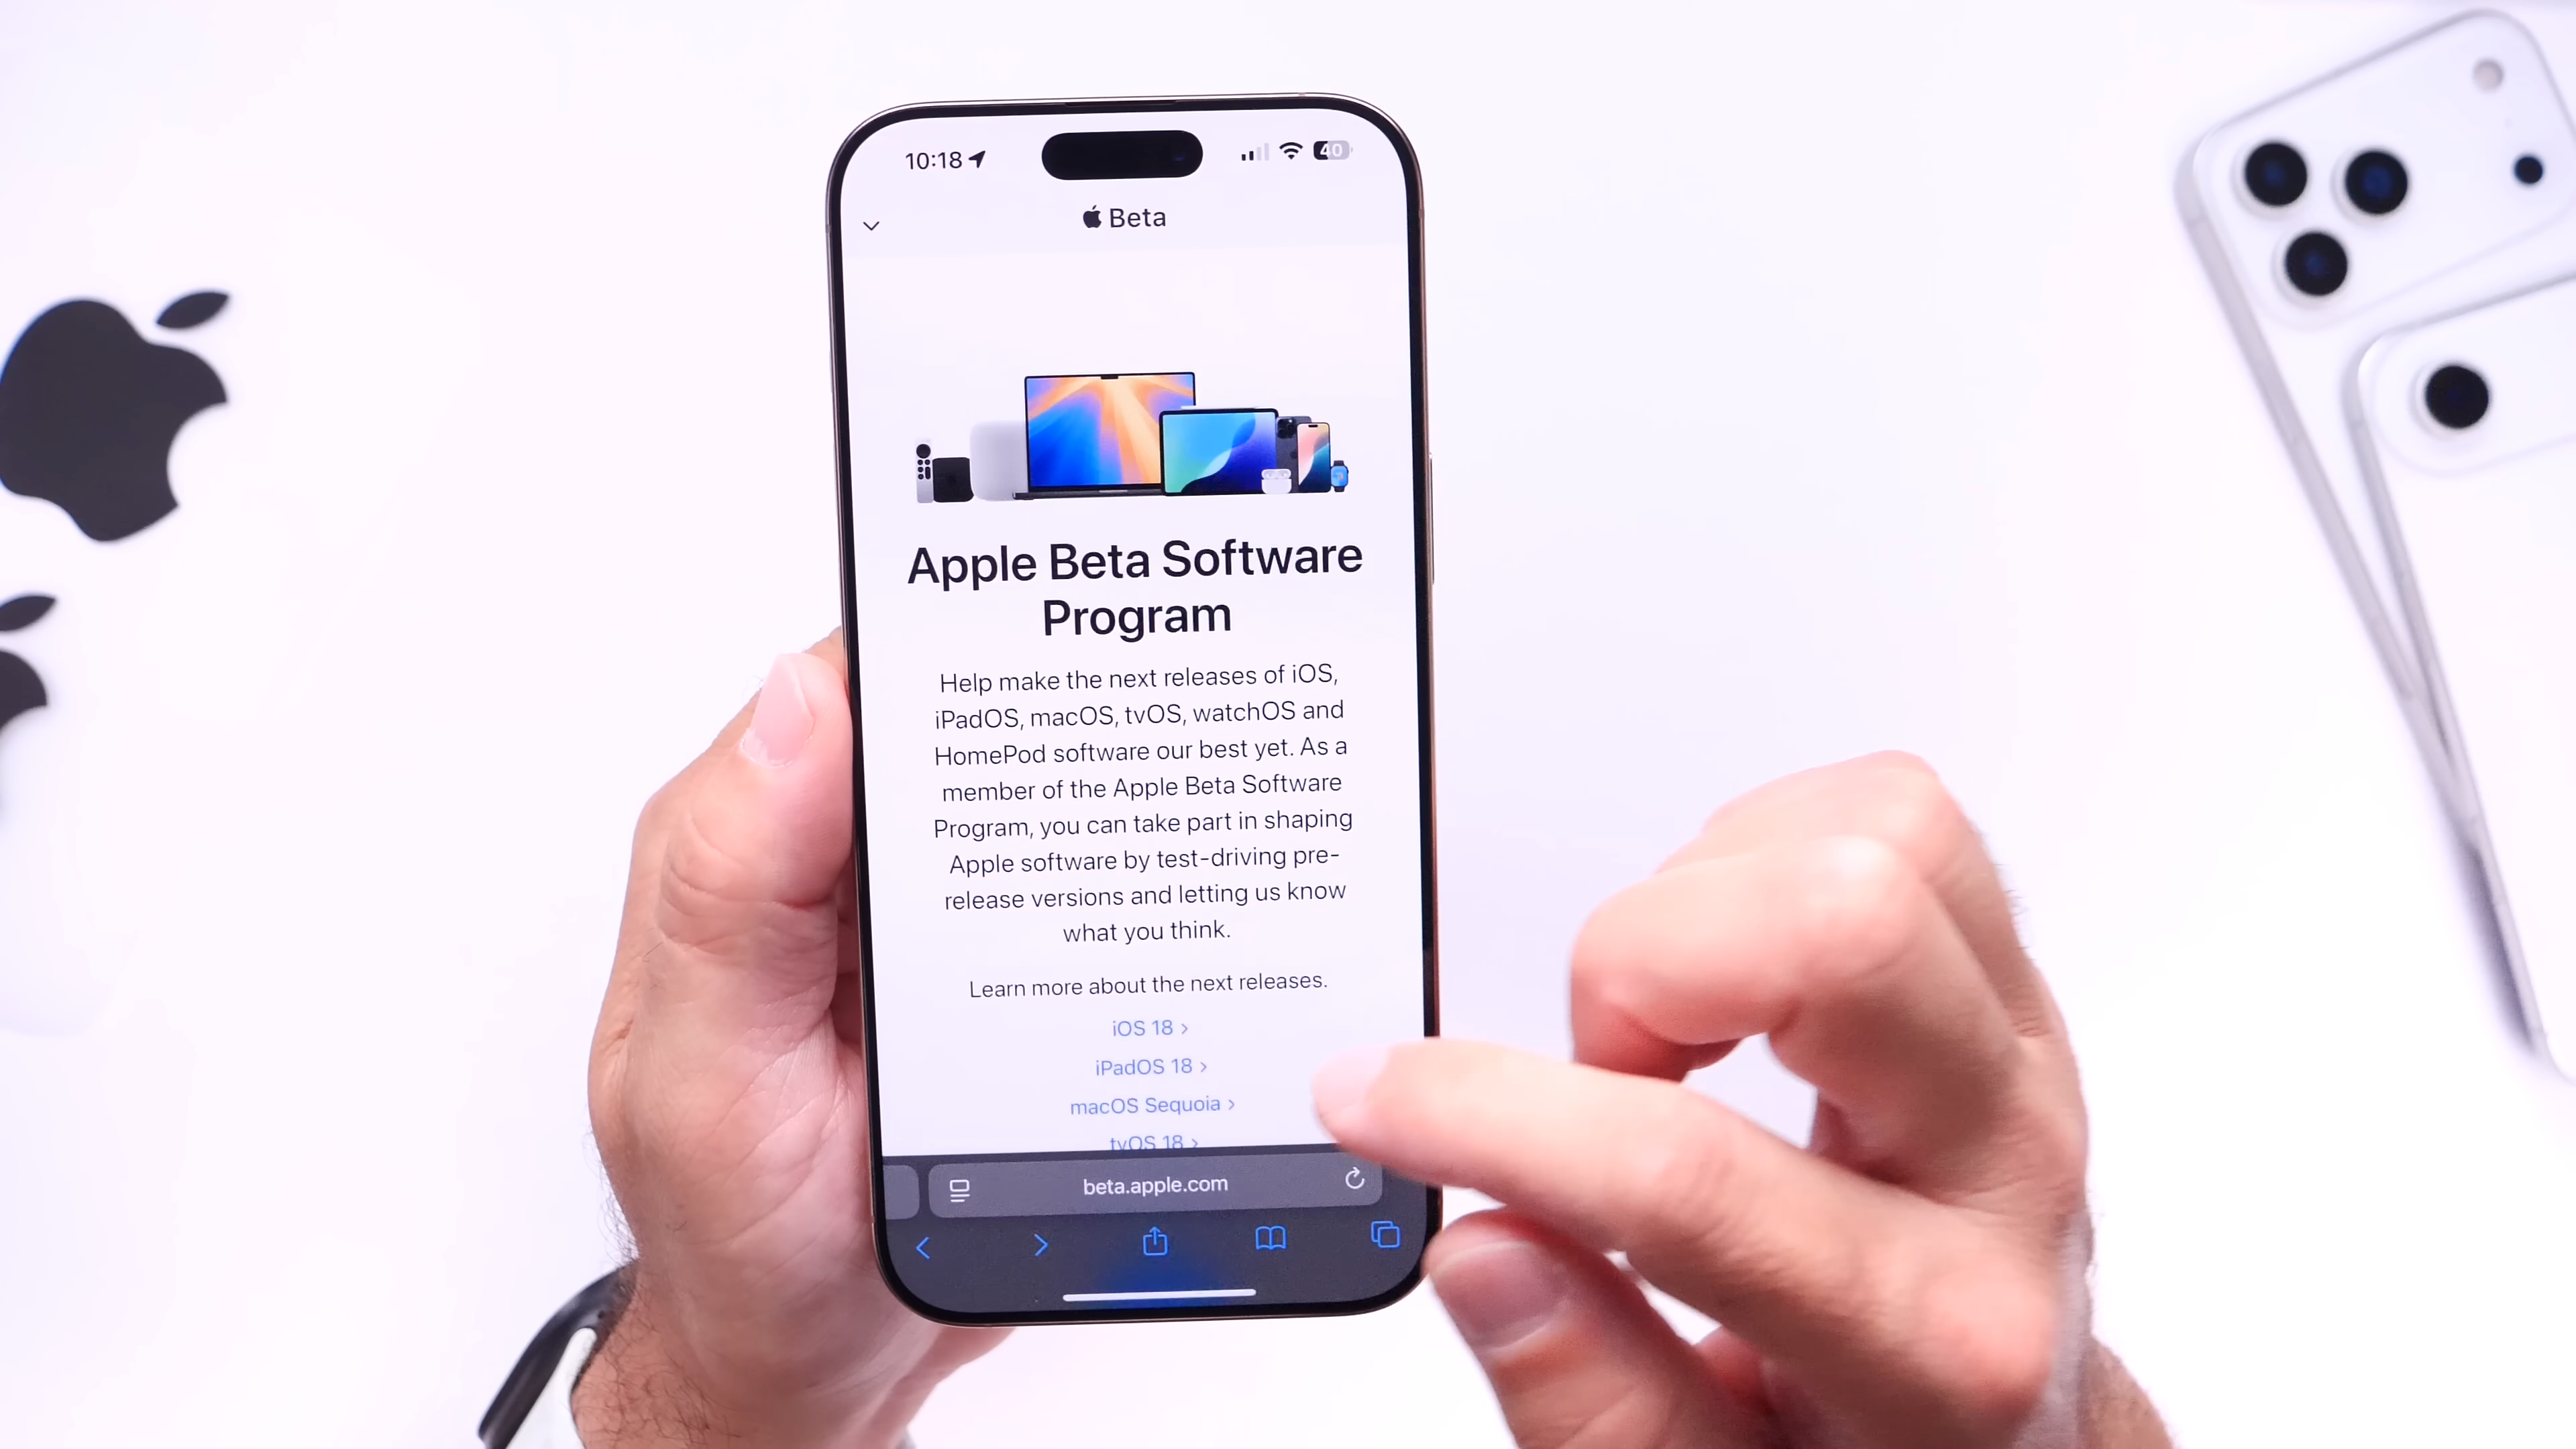 10:18
40
Beta
Apple Beta Software
Program
Help make the next releases of iOS,
iPadOS, macOS, tvOS, watchOS and
HomePod software our best yet. As a
member of the Apple Beta Software
Program, you can take part in shaping
Apple software by test-driving pre-
release versions and letting us know
what you think.
Learn more about the next releases.
iOS 18 >
iPadOS 18 >
macOS Sequoia >
tvOS 18 >
beta.apple.com